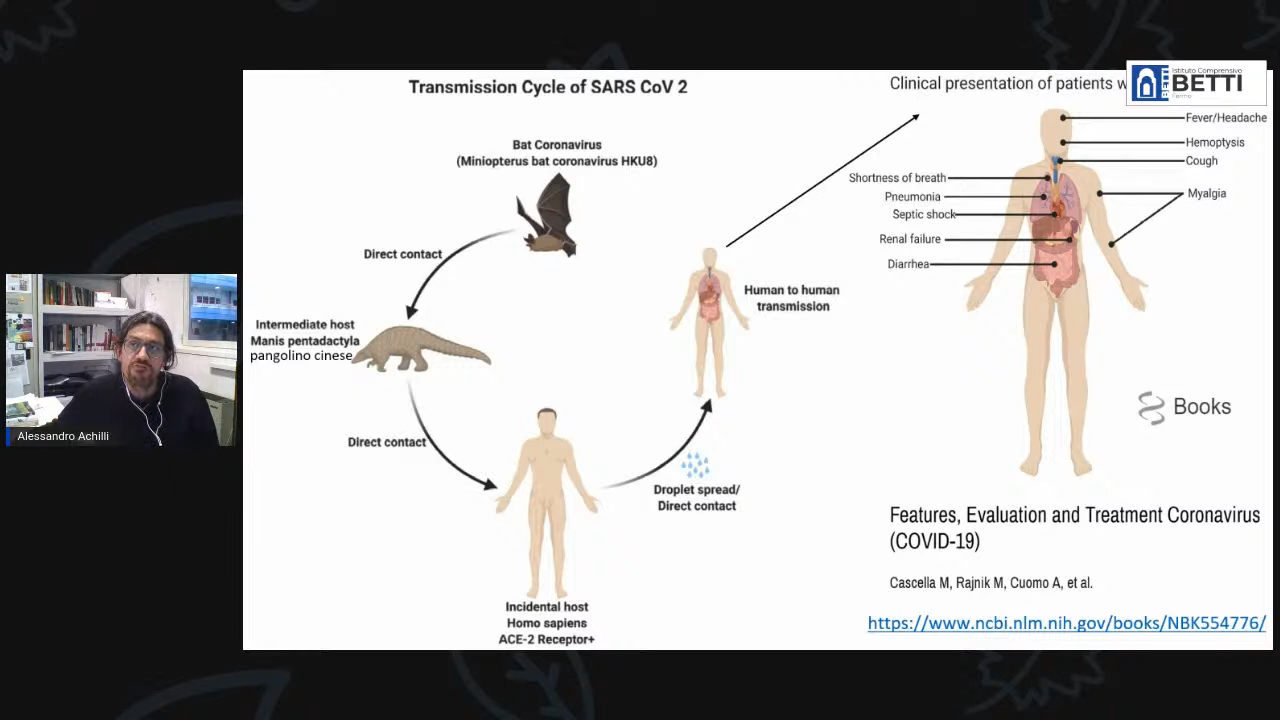 Transmission Cycle of SARS CoV 2
Bat Coronavirus
(Miniopterus bat coronavirus HKU8)
Direct contact
Intermediate host
Manis pentadactyla
pangolino cinese
Direct contact
Incidental host
Homo sapiens
ACE-2 Receptor+
Droplet spread/
Direct contact
Human to human
transmission
Clinical presentation of patients w
Istituto Comprensivo
BETTI
BETTI
Fermo
Fever/Headache
Hemoptysis
Cough
Myalgia
Shortness of breath
Pneumonia
Septic shock
Renal failure
Diarrhea
Books
Features, Evaluation and Treatment Coronavirus
(COVID-19)
Cascella M, Rajnik M, Cuomo A, et al.
https://www.ncbi.nlm.nih.gov/books/NBK554776/
Alessandro Achilli